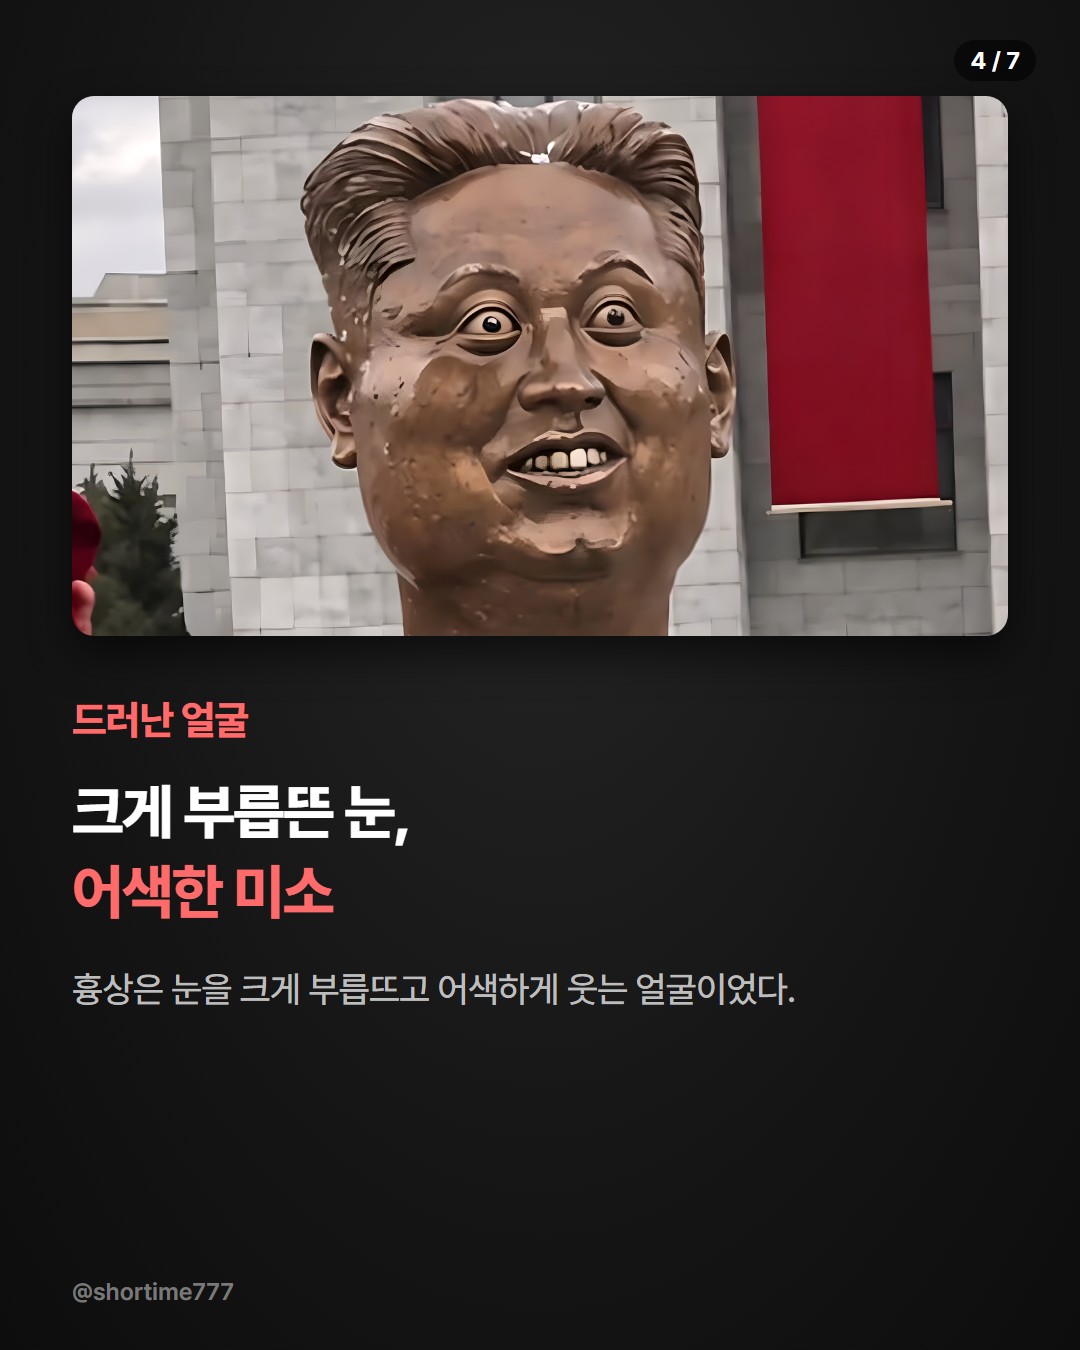 4 / 7
드러난 얼굴
크게 부릅뜬 눈,
어색한 미소
흉상은 눈을 크게 부릅뜨고 어색하게 웃는 얼굴이었다.
@shortime777